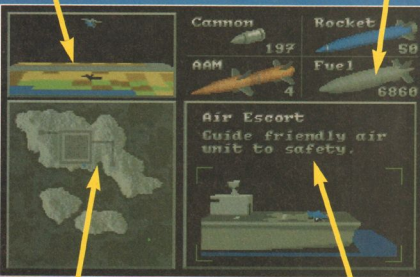 Cannon
197
Rocket
50
AAM
4
Fuel
6860
Air Escort
Guide friendly air
unit to safety.